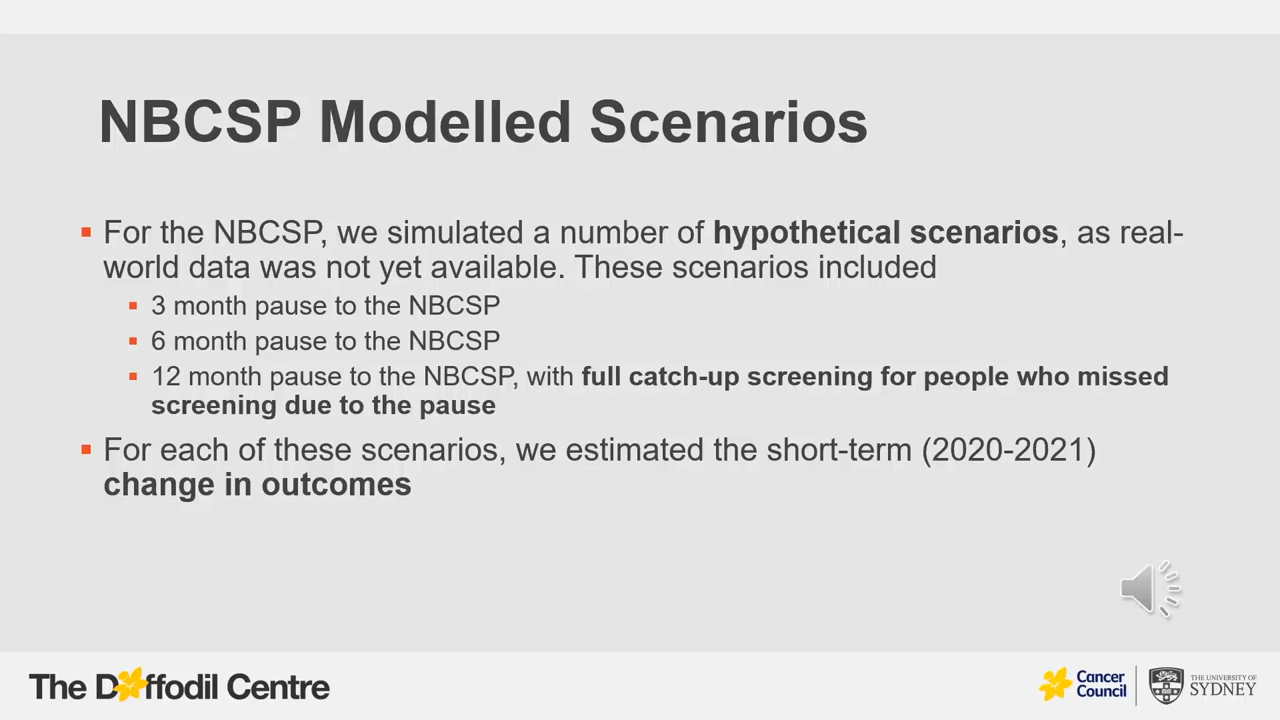 NBCSP Modelled Scenarios
For the NBCSP, we simulated a number of hypothetical scenarios, as real-
world data was not yet available. These scenarios included
3 month pause to the NBCSP
6 month pause to the NBCSP
12 month pause to the NBCSP, with full catch-up screening for people who missed
screening due to the pause
For each of these scenarios, we estimated the short-term (2020-2021)
change in outcomes
The Daffodil Centre
Cancer
Council
THE UNIVERSITY OF
SYDNEY